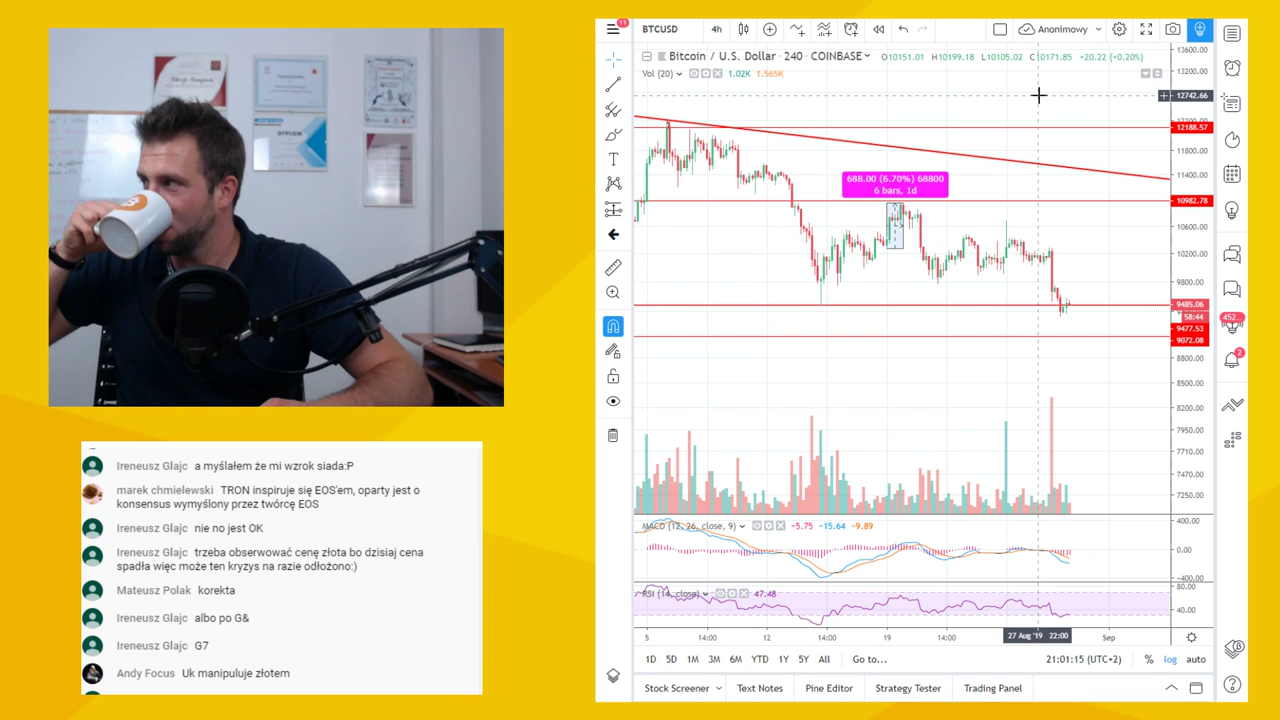 DYPLOM
Ireneusz Glajc a myślałem że mi wzrok siada:P
marek chmielewski TRON inspiruje się EOS'em, oparty jest o
konsensus wymyślony przez twórcę EOS
Ireneusz Glajc nie no jest OK
Ireneusz Glajc trzeba obserwować cenę złota bo dzisiaj cena
spadła więc może ten kryzys na razie odłożono:)
Mateusz Polak korekta
Ireneusz Glajc albo po G&
Ireneusz Glajc G7
Andy Focus Uk manipuluje złotem
11
BTCUSD 4h Anonimowy
Bitcoin / U.S. Dollar · 240 · COINBASE O10151.01 H10199.18 L10105.02 C10171.85 +20.22 (+0.20%)
Vol (20) 1.02K 1.565K
688.00 (6.70%) 68800
6 bars, 1d
13600.00
13200.00
12742.66
12188.57
11800.00
11400.00
10982.78
10600.00
10200.00
9800.00
9485.06
58:44
9477.53
9072.08
8800.00
8500.00
8200.00
7950.00
7710.00
7470.00
7250.00
MACD (12, 26, close, 9) -5.75 -15.64 -9.89
400.00
0.00
-400.00
RSI (14, close) 47.48
80.00
40.00
5 14:00 12 14:00 19 14:00 27 Aug '19 22:00 Sep
1D 5D 1M 3M 6M YTD 1Y 5Y All Go to... 21:01:15 (UTC+2) % log auto
Stock Screener Text Notes Pine Editor Strategy Tester Trading Panel
452
2